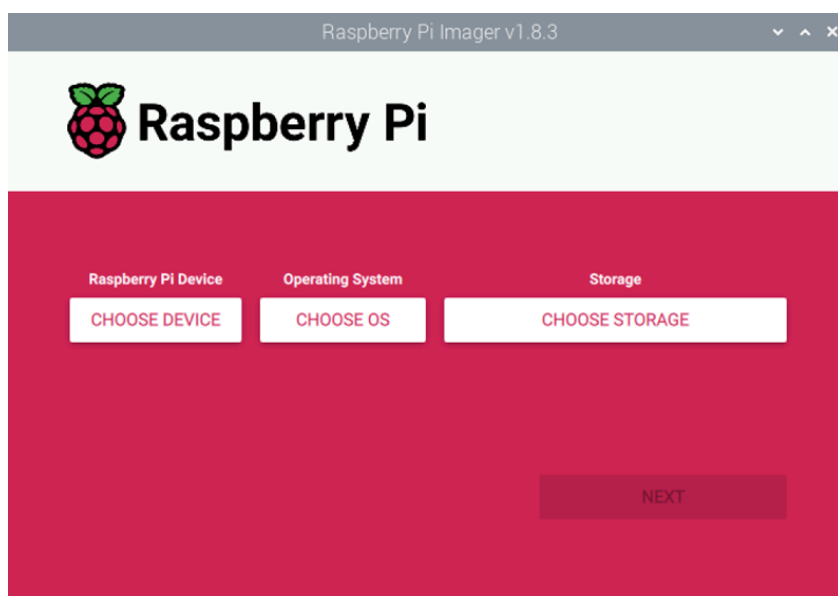 Raspberry Pi Imager v1.8.3
Raspberry Pi
Raspberry Pi Device
Operating System
Storage
CHOOSE DEVICE
CHOOSE OS
CHOOSE STORAGE
NEXT